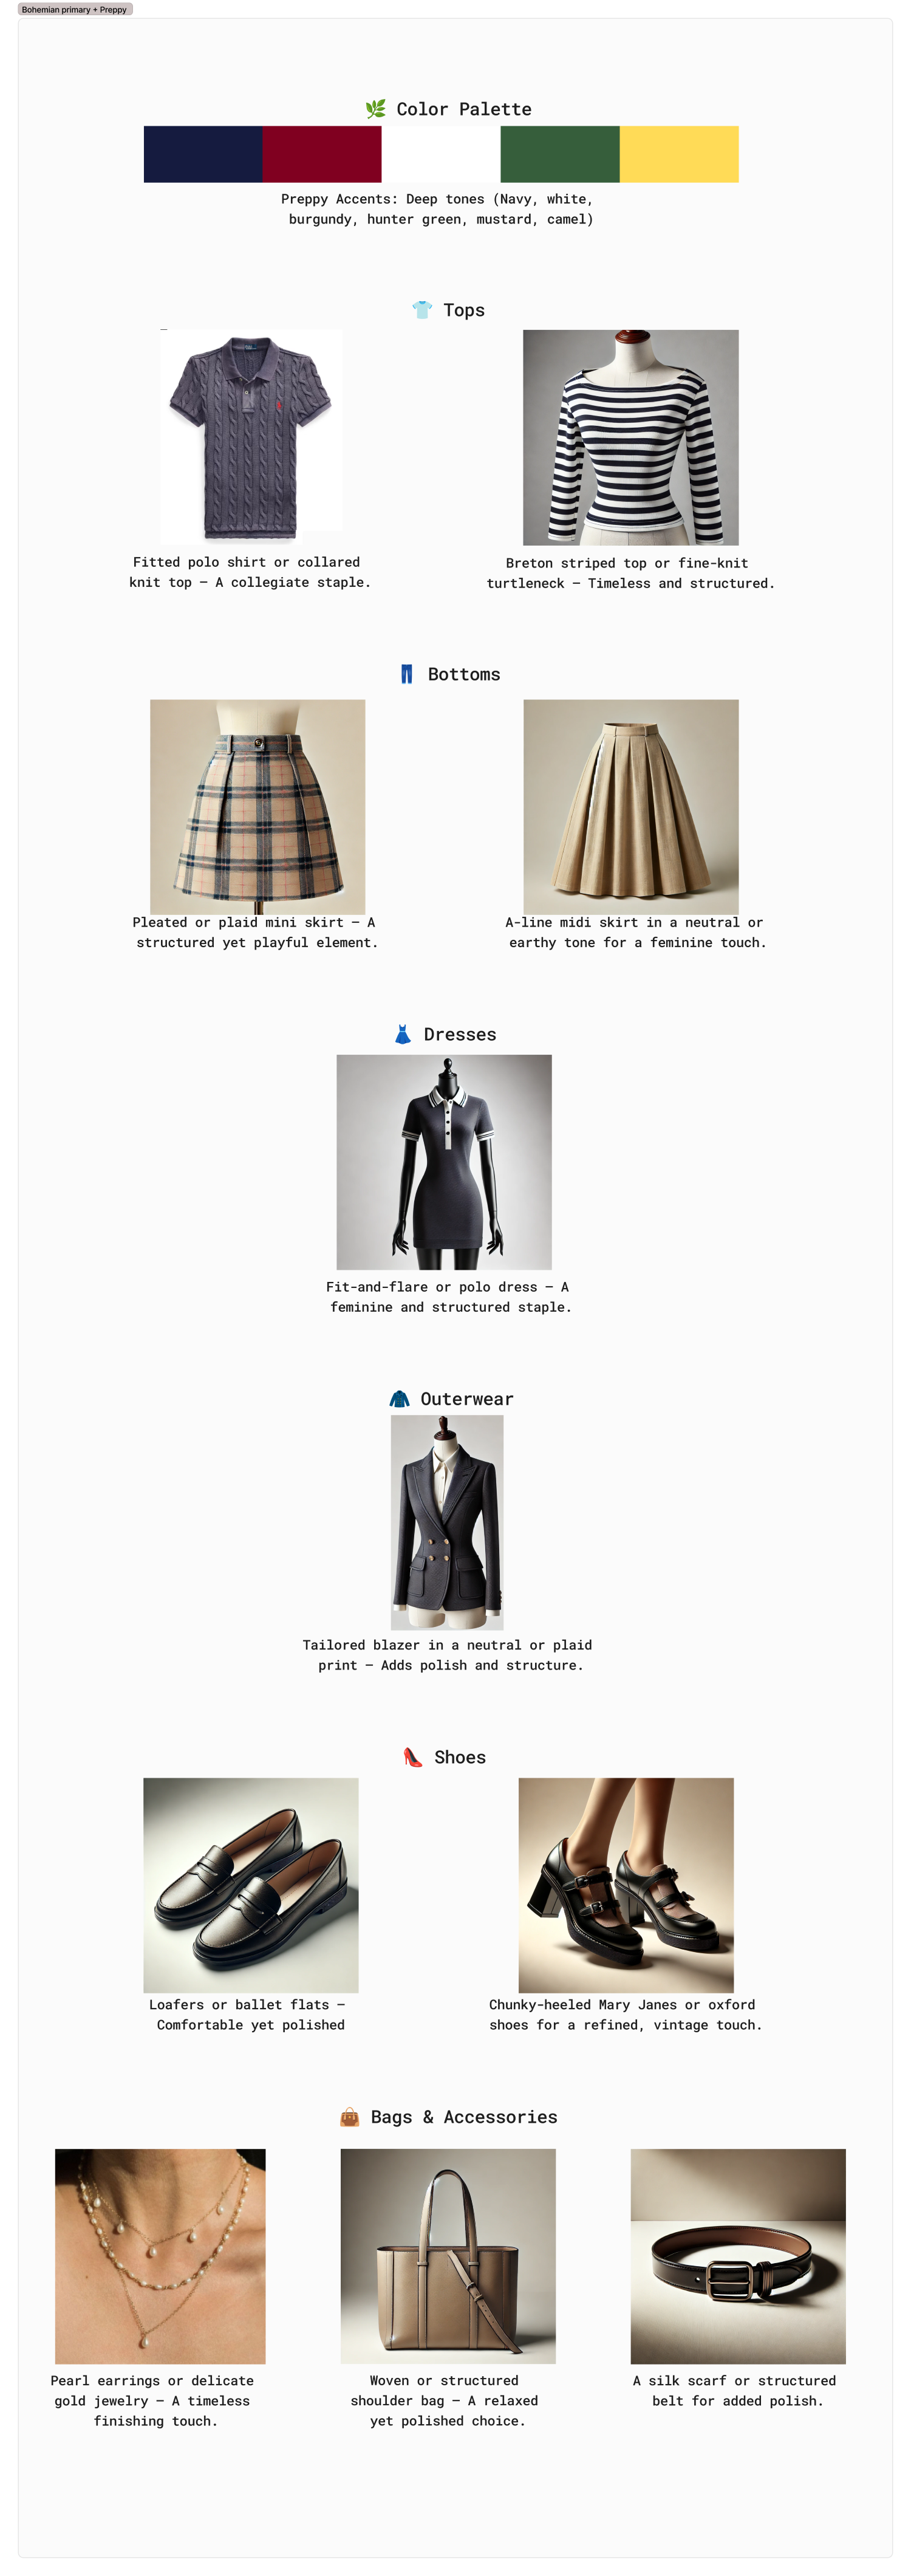 Bohemian primary + Preppy
🌿 Color Palette
Preppy Accents: Deep tones (Navy, white,
burgundy, hunter green, mustard, camel)
👕 Tops
Fitted polo shirt or collared
knit top – A collegiate staple.
Breton striped top or fine-knit
turtleneck – Timeless and structured.
👖 Bottoms
Pleated or plaid mini skirt – A
structured yet playful element.
A-line midi skirt in a neutral or
earthy tone for a feminine touch.
👗 Dresses
Fit-and-flare or polo dress – A
feminine and structured staple.
🧥 Outerwear
Tailored blazer in a neutral or plaid
print – Adds polish and structure.
👠 Shoes
Loafers or ballet flats –
Comfortable yet polished
Chunky-heeled Mary Janes or oxford
shoes for a refined, vintage touch.
👜 Bags & Accessories
Pearl earrings or delicate
gold jewelry – A timeless
finishing touch.
Woven or structured
shoulder bag – A relaxed
yet polished choice.
A silk scarf or structured
belt for added polish.